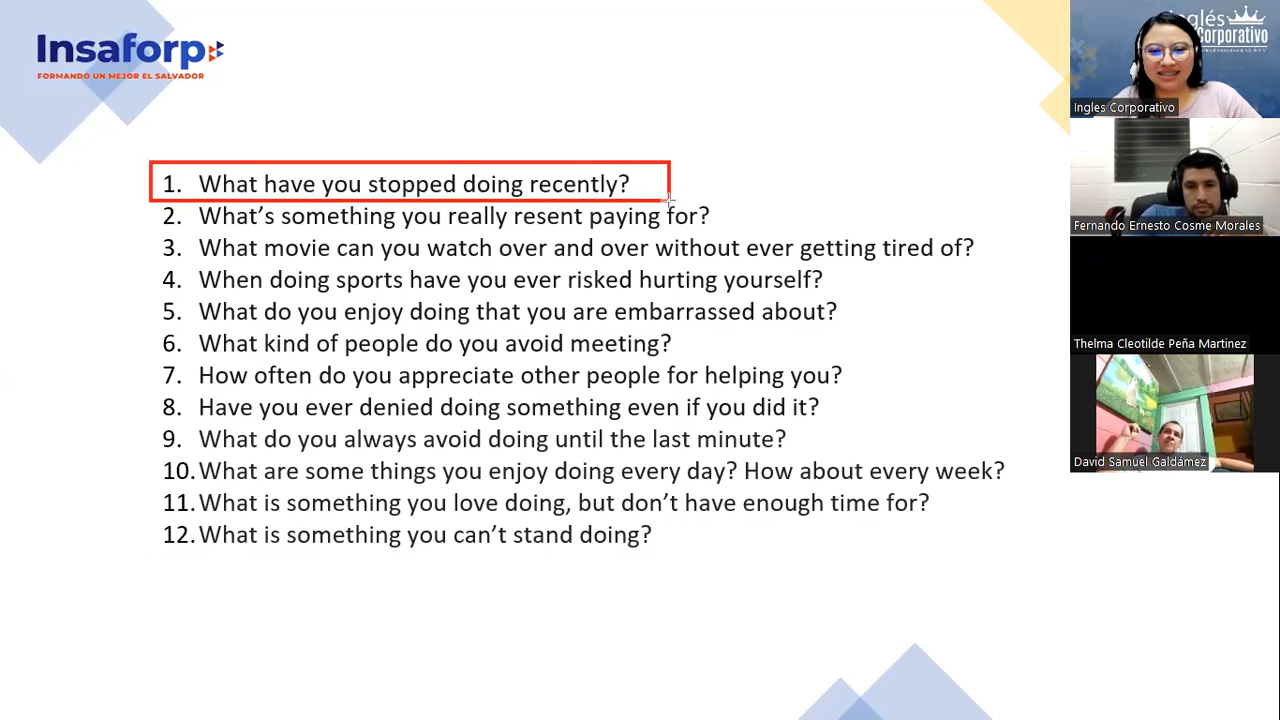 Insaforp
FORMANDO UN MEJOR EL SALVADOR
1. What have you stopped doing recently?
2. What's something you really resent paying for?
3. What movie can you watch over and over without ever getting tired of?
4. When doing sports have you ever risked hurting yourself?
5. What do you enjoy doing that you are embarrassed about?
6. What kind of people do you avoid meeting?
7. How often do you appreciate other people for helping you?
8. Have you ever denied doing something even if you did it?
9. What do you always avoid doing until the last minute?
10. What are some things you enjoy doing every day? How about every week?
11. What is something you love doing, but don't have enough time for?
12. What is something you can't stand doing?
Inglés
Corporativo
Ingles Corporativo
Fernando Ernesto Cosme Morales
Thelma Cleotilde Peña Martinez
David Samuel Galdámez